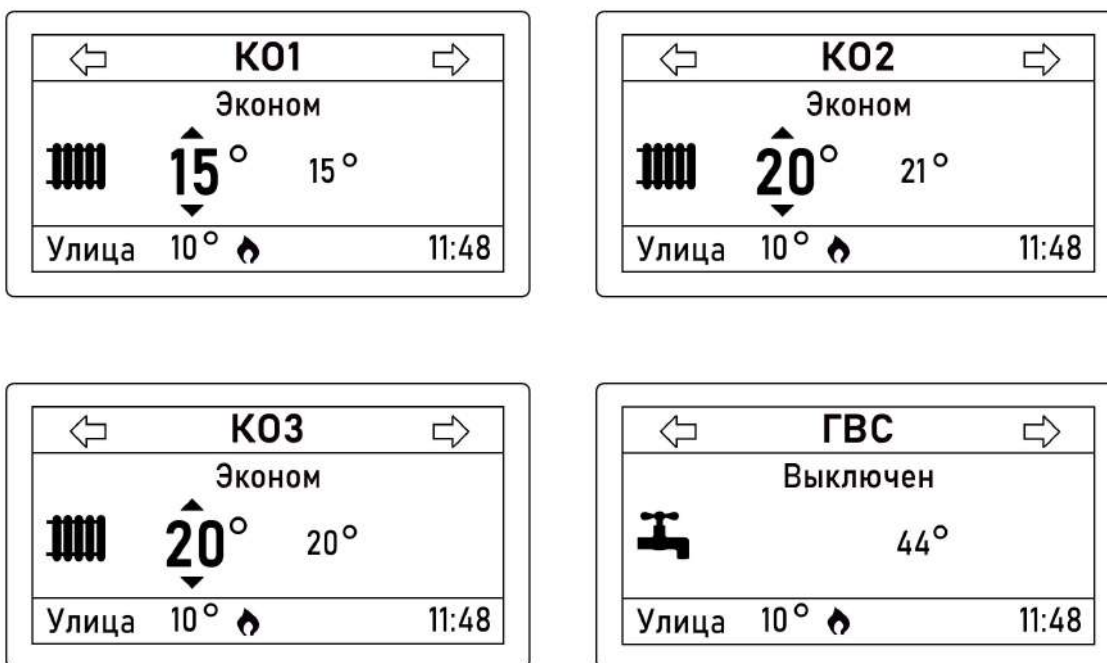 КО1
Эконом
15° 15°
Улица 10° 11:48
КО2
Эконом
20° 21°
Улица 10° 11:48
КО3
Эконом
20° 20°
Улица 10° 11:48
ГВС
Выключен
44°
Улица 10° 11:48